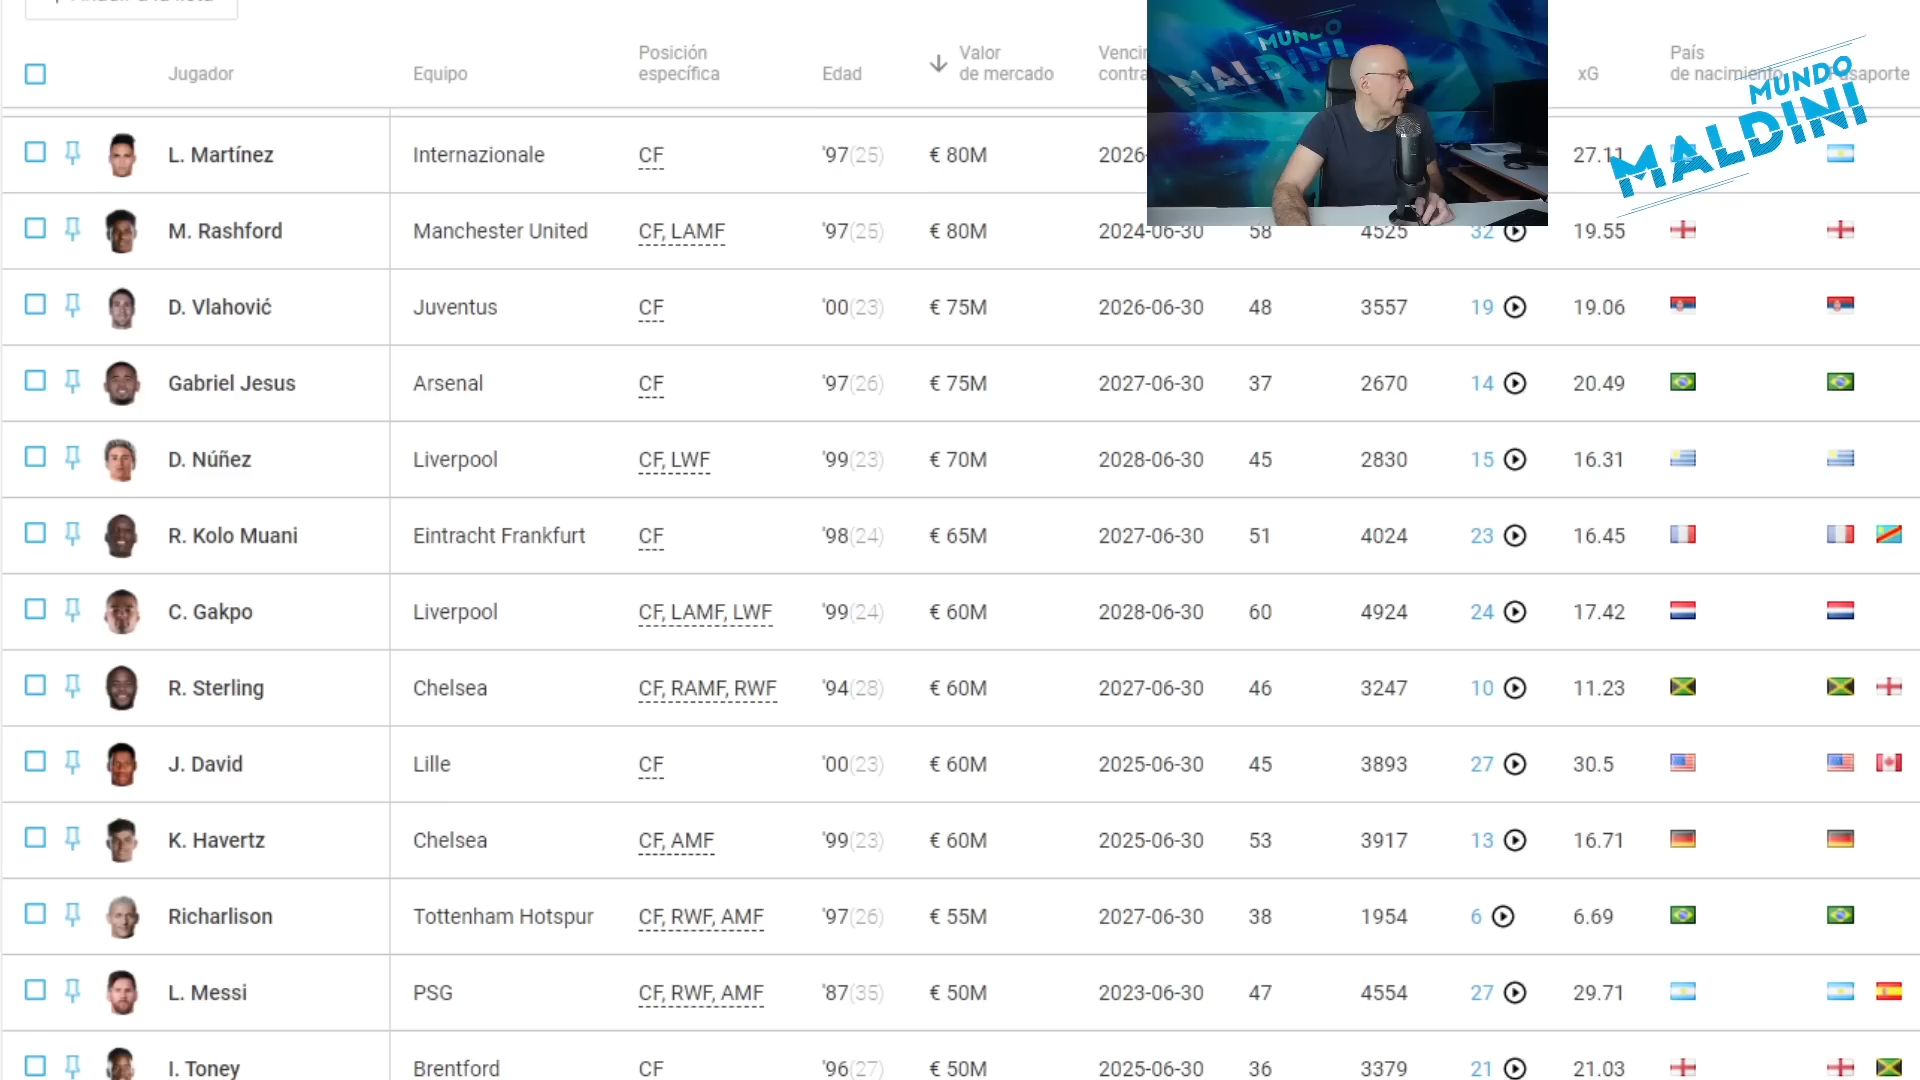 Añadir a la lista
Jugador Equipo Posición específica Edad Valor de mercado xG País de nacimiento
MUNDO
MALDINI
MUNDO
MALDINI
L. Martínez Internazionale CF '97(25) € 80M 2026- 27.11
M. Rashford Manchester United CF, LAMF '97(25) € 80M 2024-06-30 58 4525 32 19.55
D. Vlahović Juventus CF '00(23) € 75M 2026-06-30 48 3557 19 19.06
Gabriel Jesus Arsenal CF '97(26) € 75M 2027-06-30 37 2670 14 20.49
D. Núñez Liverpool CF, LWF '99(23) € 70M 2028-06-30 45 2830 15 16.31
R. Kolo Muani Eintracht Frankfurt CF '98(24) € 65M 2027-06-30 51 4024 23 16.45
C. Gakpo Liverpool CF, LAMF, LWF '99(24) € 60M 2028-06-30 60 4924 24 17.42
R. Sterling Chelsea CF, RAMF, RWF '94(28) € 60M 2027-06-30 46 3247 10 11.23
J. David Lille CF '00(23) € 60M 2025-06-30 45 3893 27 30.5
K. Havertz Chelsea CF, AMF '99(23) € 60M 2025-06-30 53 3917 13 16.71
Richarlison Tottenham Hotspur CF, RWF, AMF '97(26) € 55M 2027-06-30 38 1954 6 6.69
L. Messi PSG CF, RWF, AMF '87(35) € 50M 2023-06-30 47 4554 27 29.71
I. Toney Brentford CF '96(27) € 50M 2025-06-30 36 3379 21 21.03